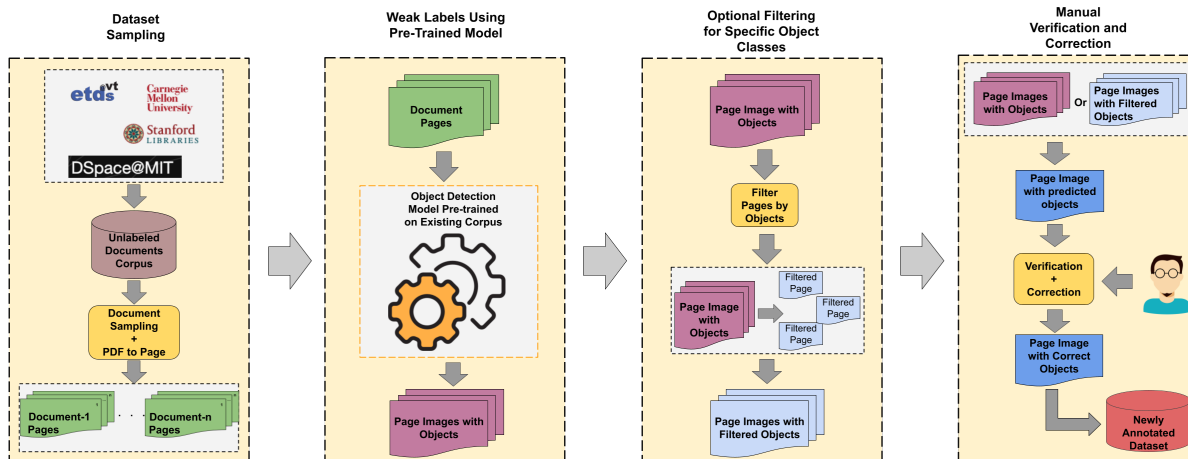 Dataset
Sampling
etds vt
Carnegie
Mellon
University
Stanford
LIBRARIES
DSpace@MIT
Unlabeled
Documents
Corpus
Document
Sampling
+
PDF to Page
Document-1
Pages
. . .
Document-n
Pages
Weak Labels Using
Pre-Trained Model
Document
Pages
Object Detection
Model Pre-trained
on Existing Corpus
Page Images with
Objects
Optional Filtering
for Specific Object
Classes
Page Image with
Objects
Filter
Pages by
Objects
Page Image
with
Objects
Filtered
Page
Filtered
Page
Filtered
Page
Page Images with
Filtered Objects
Manual
Verification and
Correction
Page Images
with Objects
Or
Page Images
with Filtered
Objects
Page Image
with predicted
objects
Verification
+
Correction
Page Image
with Correct
Objects
Newly
Annotated
Dataset